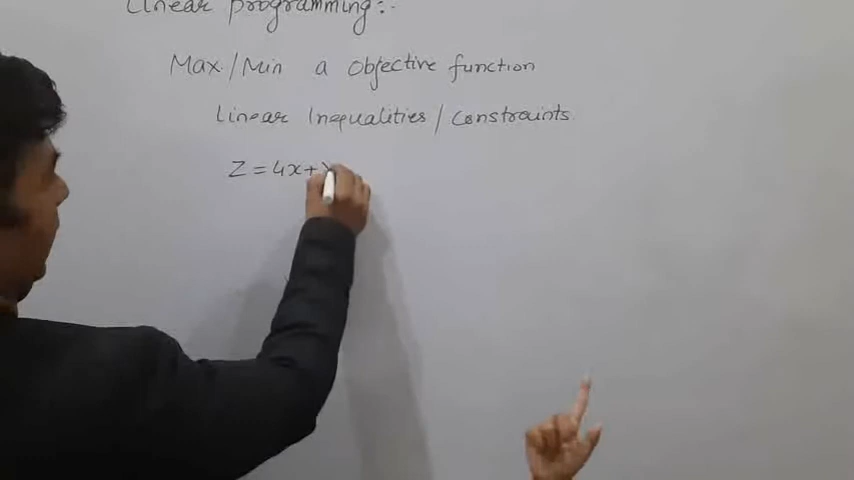 Linear programming:-
Max/Min a objective function
Linear Inequalities/constraints
Z=4x+